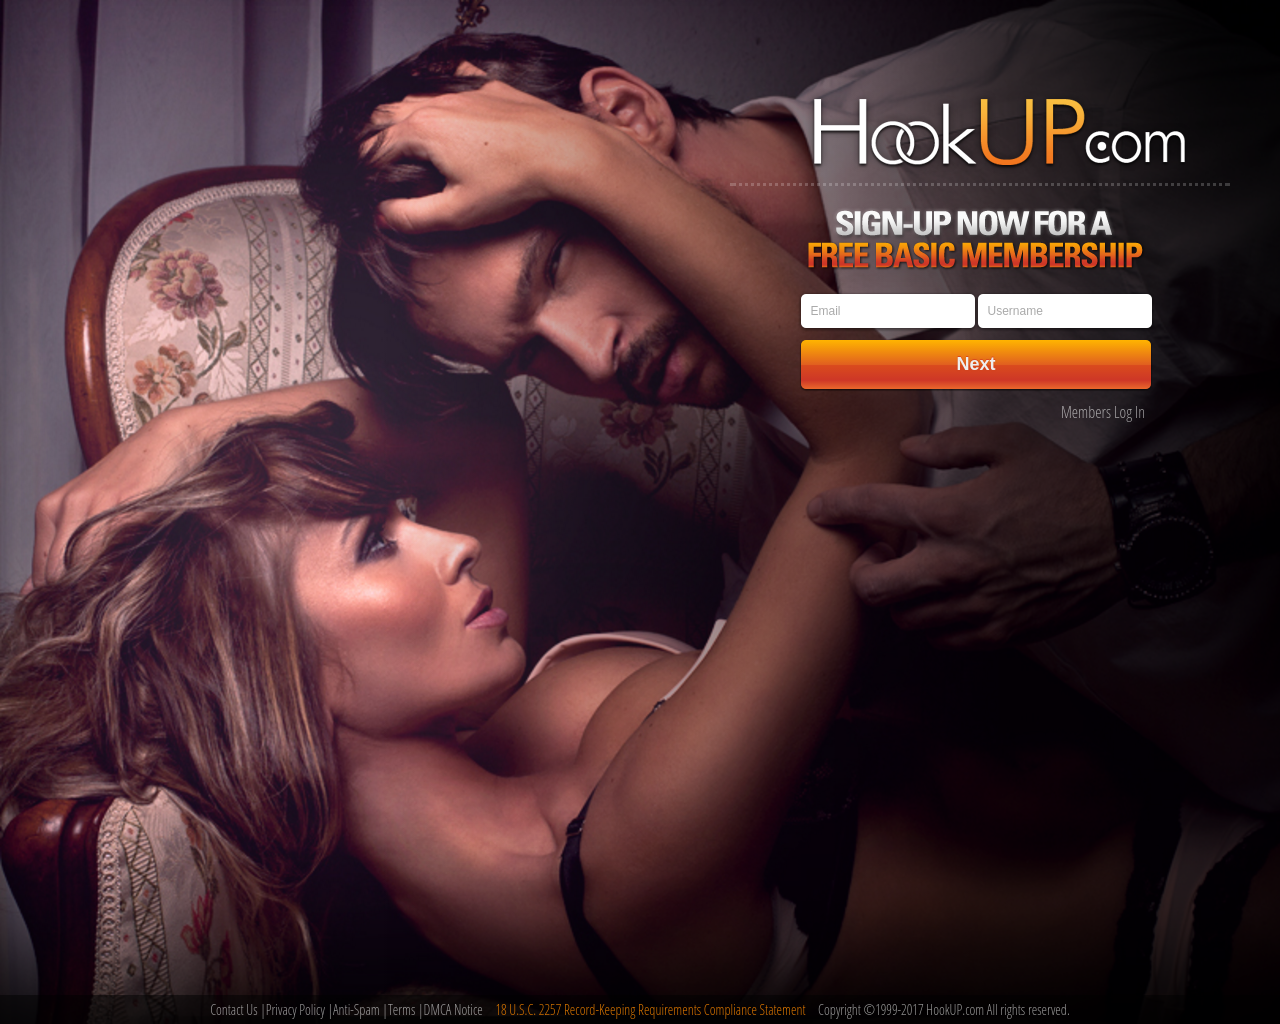 HookUP.com
SIGN-UP NOW FOR A
FREE BASIC MEMBERSHIP
Email Username
Next
Members Log In
Contact Us |Privacy Policy |Anti-Spam |Terms |DMCA Notice 18 U.S.C. 2257 Record-Keeping Requirements Compliance Statement Copyright ©1999-2017 HookUP.com All rights reserved.